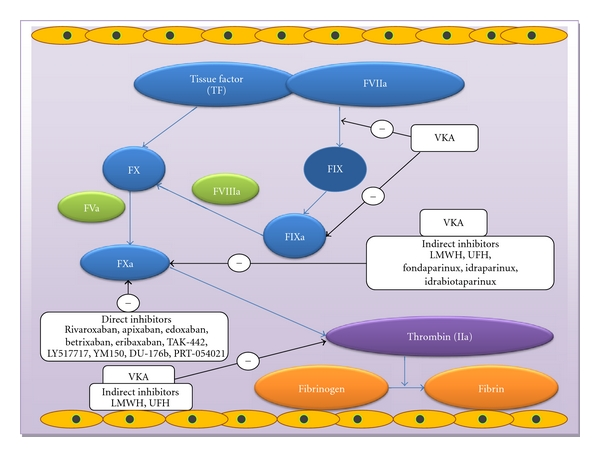 Tissue factor
(TF)
FVIIa
−
VKA
FX
FIX
−
FVIIIa
FVa
VKA
FIXa
Indirect inhibitors
LMWH, UFH,
fondaparinux, idraparinux,
idrabiotaparinux
FXa
−
−
Direct inhibitors
Rivaroxaban, apixaban, edoxaban,
betrixaban, eribaxaban, TAK-442,
LY517717, YM150, DU-176b, PRT-054021
Thrombin (IIa)
−
VKA
Indirect inhibitors
LMWH, UFH
Fibrinogen
Fibrin